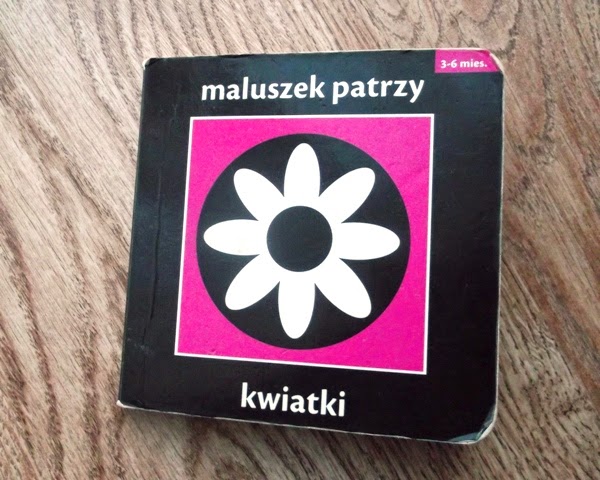 3-6 mies.
maluszek patrzy
kwiatki